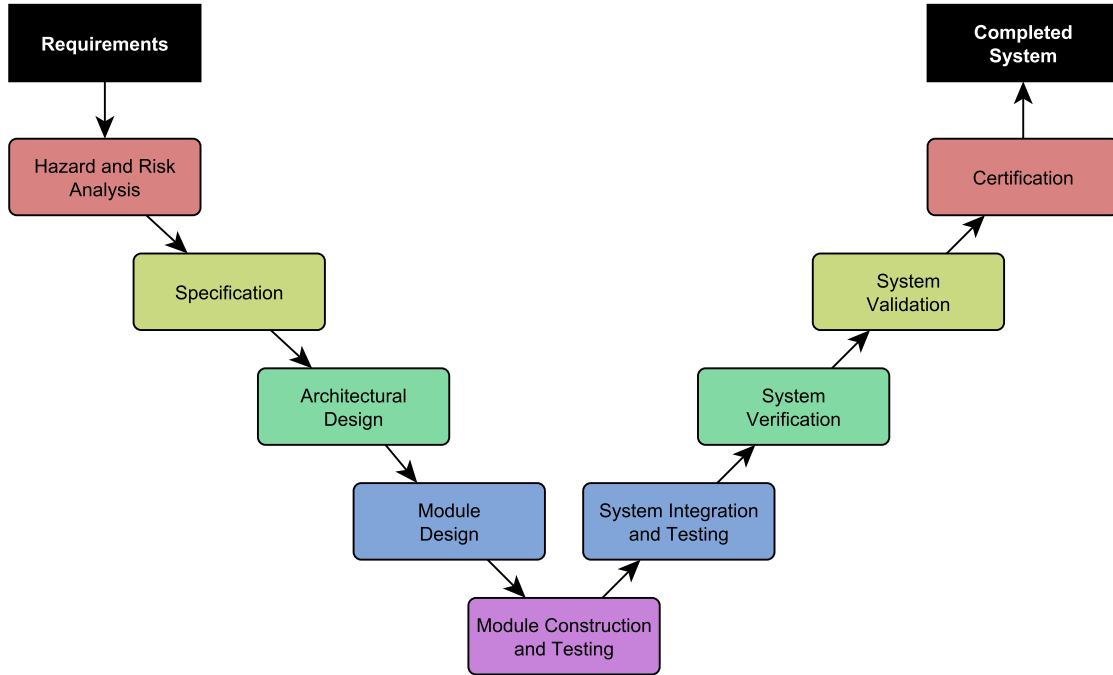 Requirements
Completed
System
Hazard and Risk
Analysis
Certification
Specification
System
Validation
Architectural
Design
System
Verification
Module
Design
System Integration
and Testing
Module Construction
and Testing